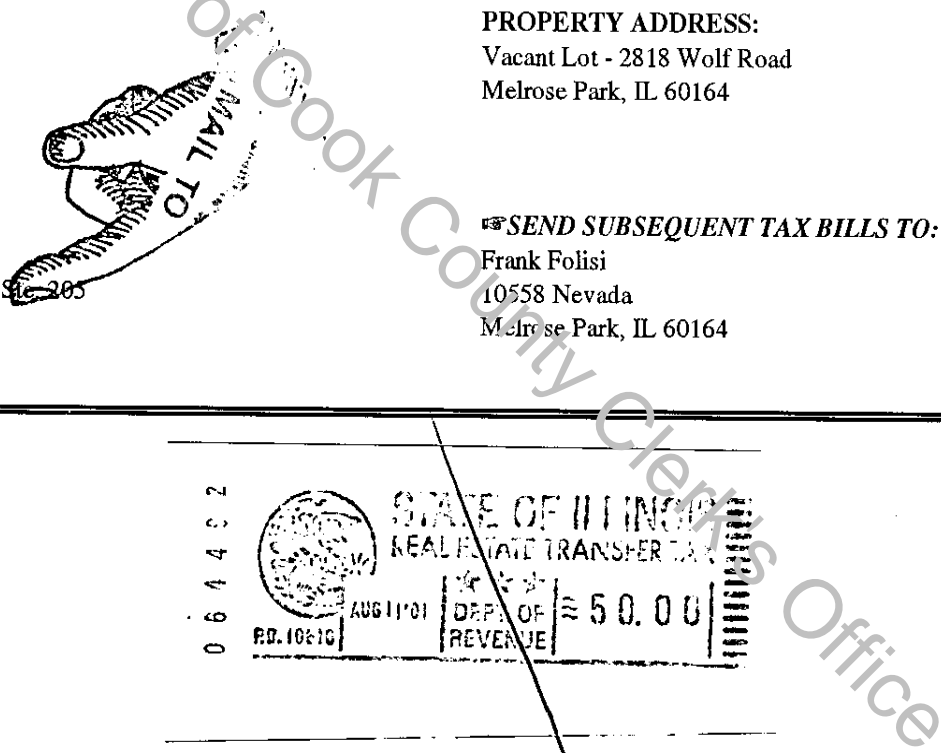 PROPERTY ADDRESS:
Vacant Lot - 2818 Wolf Road
Melrose Park, IL 60164
MAIL TO
☞SEND SUBSEQUENT TAX BILLS TO:
Frank Folisi
10558 Nevada
Melrose Park, IL 60164
Ste. 205
of Cook County Clerk's Office
STATE OF ILLINOIS
REAL ESTATE TRANSFER TAX
AUG 11'01
DEPT. OF
REVENUE
50.00